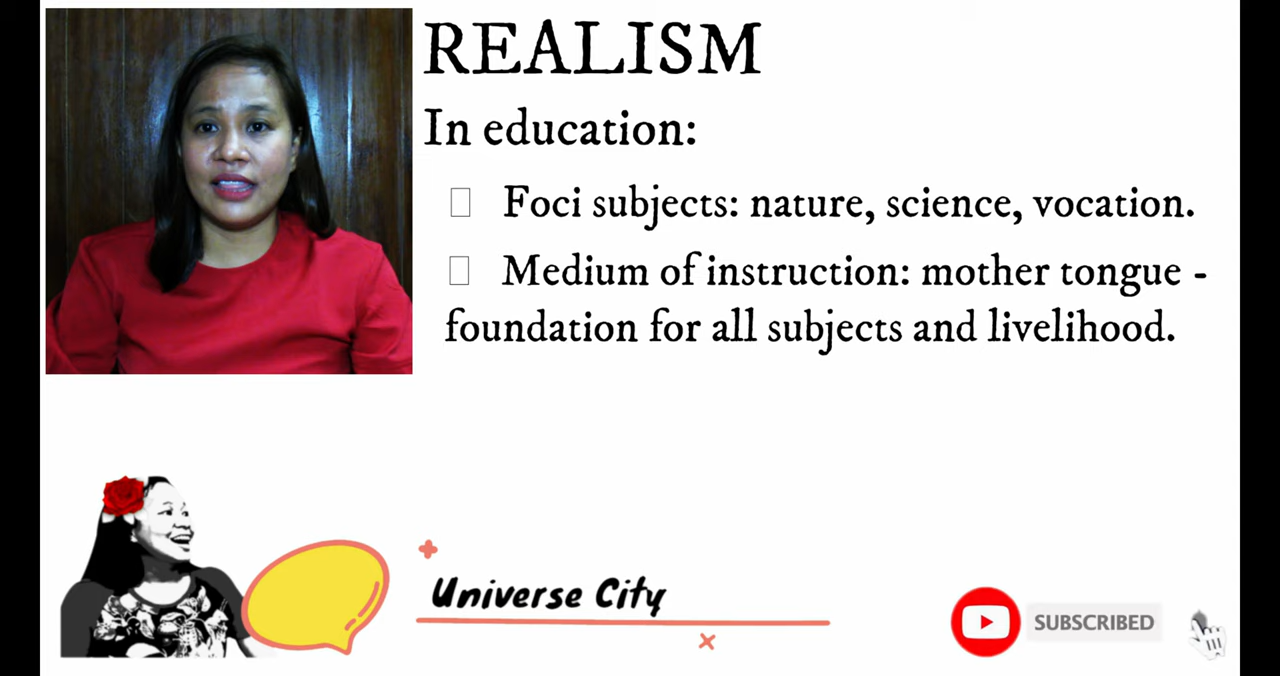 REALISM
In education:
Foci subjects: nature, science, vocation.
Medium of instruction: mother tongue -
foundation for all subjects and livelihood.
Universe City
SUBSCRIBED